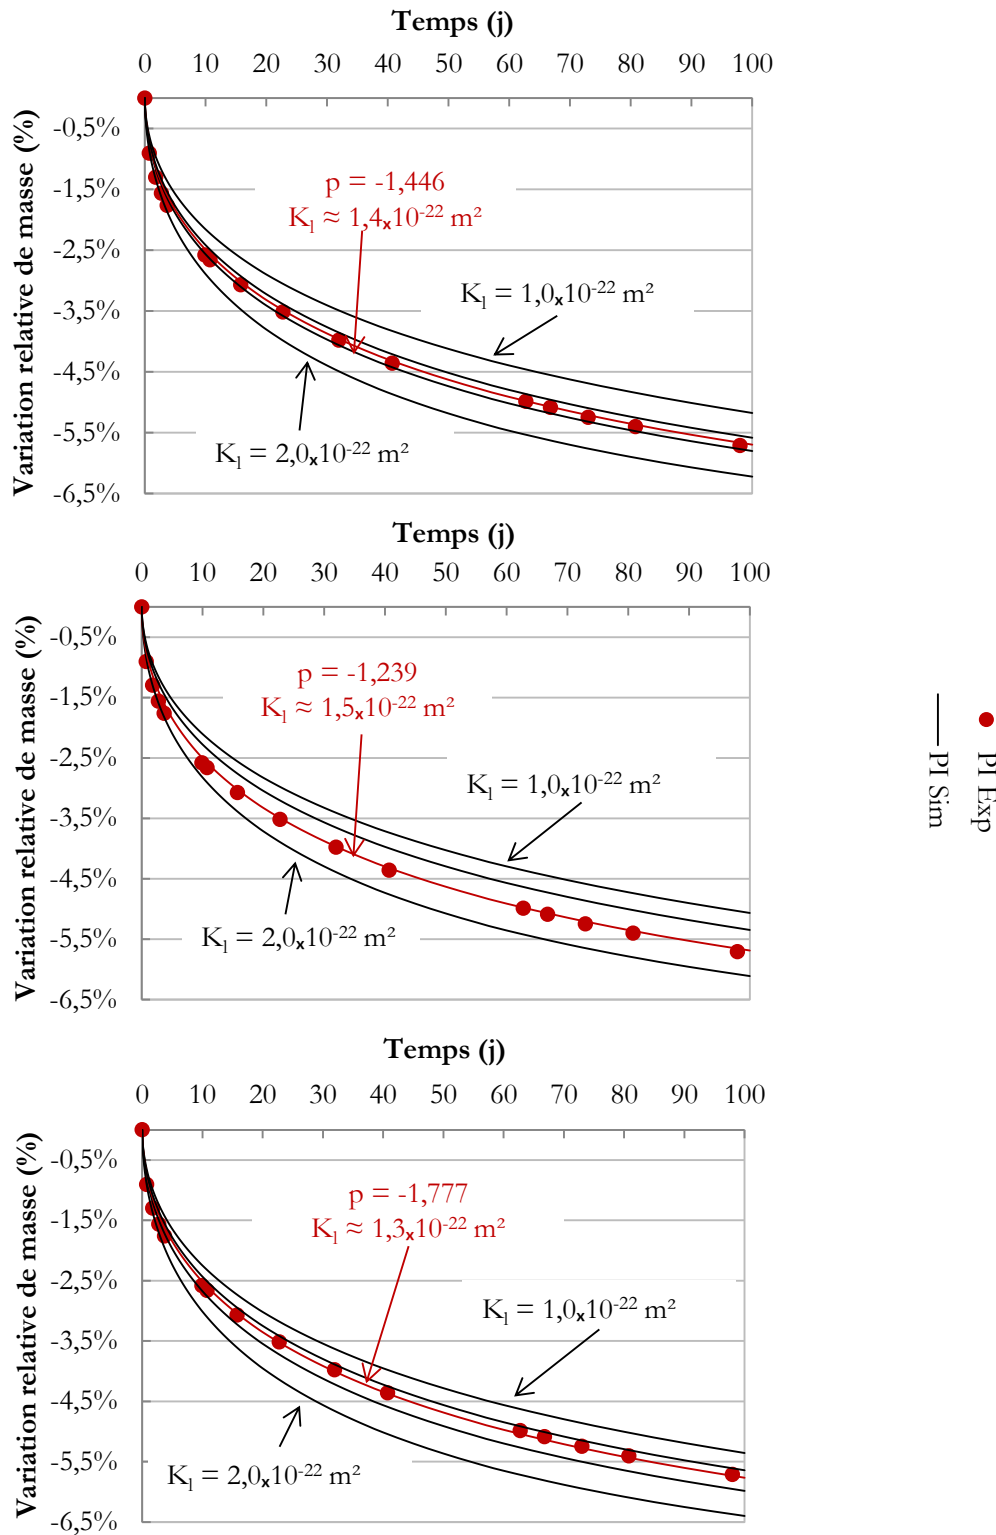 Temps (j)
0 10 20 30 40 50 60 70 80 90 100
Variation relative de masse (%)
-0,5%
-1,5%
-2,5%
-3,5%
-4,5%
-5,5%
-6,5%
p = -1,446
Kl ≈ 1,4x10-22 m²
Kl = 1,0x10-22 m²
Kl = 2,0x10-22 m²
Temps (j)
0 10 20 30 40 50 60 70 80 90 100
Variation relative de masse (%)
-0,5%
-1,5%
-2,5%
-3,5%
-4,5%
-5,5%
-6,5%
p = -1,239
Kl ≈ 1,5x10-22 m²
Kl = 1,0x10-22 m²
Kl = 2,0x10-22 m²
PI Exp
PI Sim
Temps (j)
0 10 20 30 40 50 60 70 80 90 100
Variation relative de masse (%)
-0,5%
-1,5%
-2,5%
-3,5%
-4,5%
-5,5%
-6,5%
p = -1,777
Kl ≈ 1,3x10-22 m²
Kl = 1,0x10-22 m²
Kl = 2,0x10-22 m²